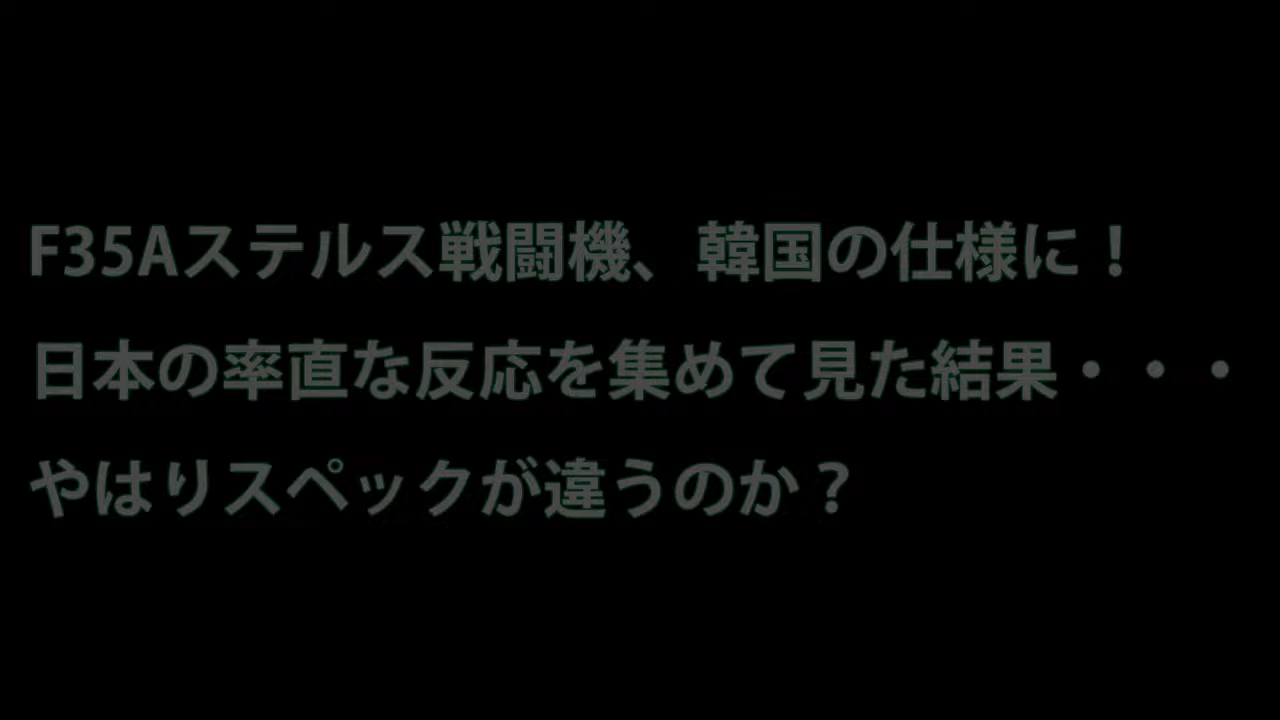 F35Aステルス戦闘機、韓国の仕様に！
日本の率直な反応を集めて見た結果・・・
やはりスペックが違うのか？